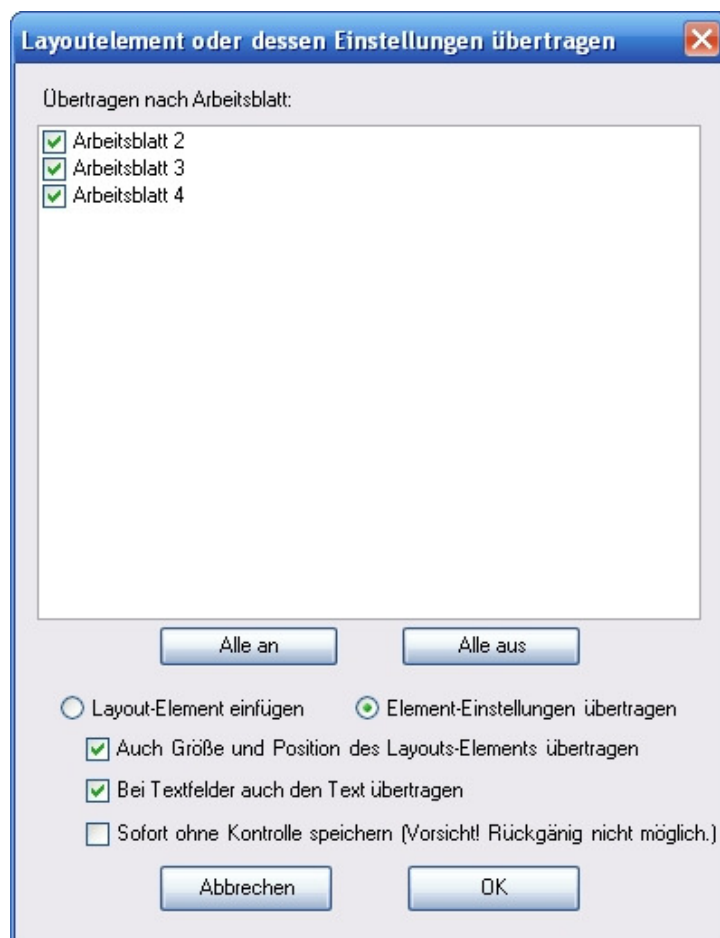 Layoutelement oder dessen Einstellungen übertragen
Übertragen nach Arbeitsblatt:
Arbeitsblatt 2
Arbeitsblatt 3
Arbeitsblatt 4
Alle an Alle aus
Layout-Element einfügen Element-Einstellungen übertragen
Auch Größe und Position des Layouts-Elements übertragen
Bei Textfelder auch den Text übertragen
Sofort ohne Kontrolle speichern (Vorsicht! Rückgänig nicht möglich.)
Abbrechen OK